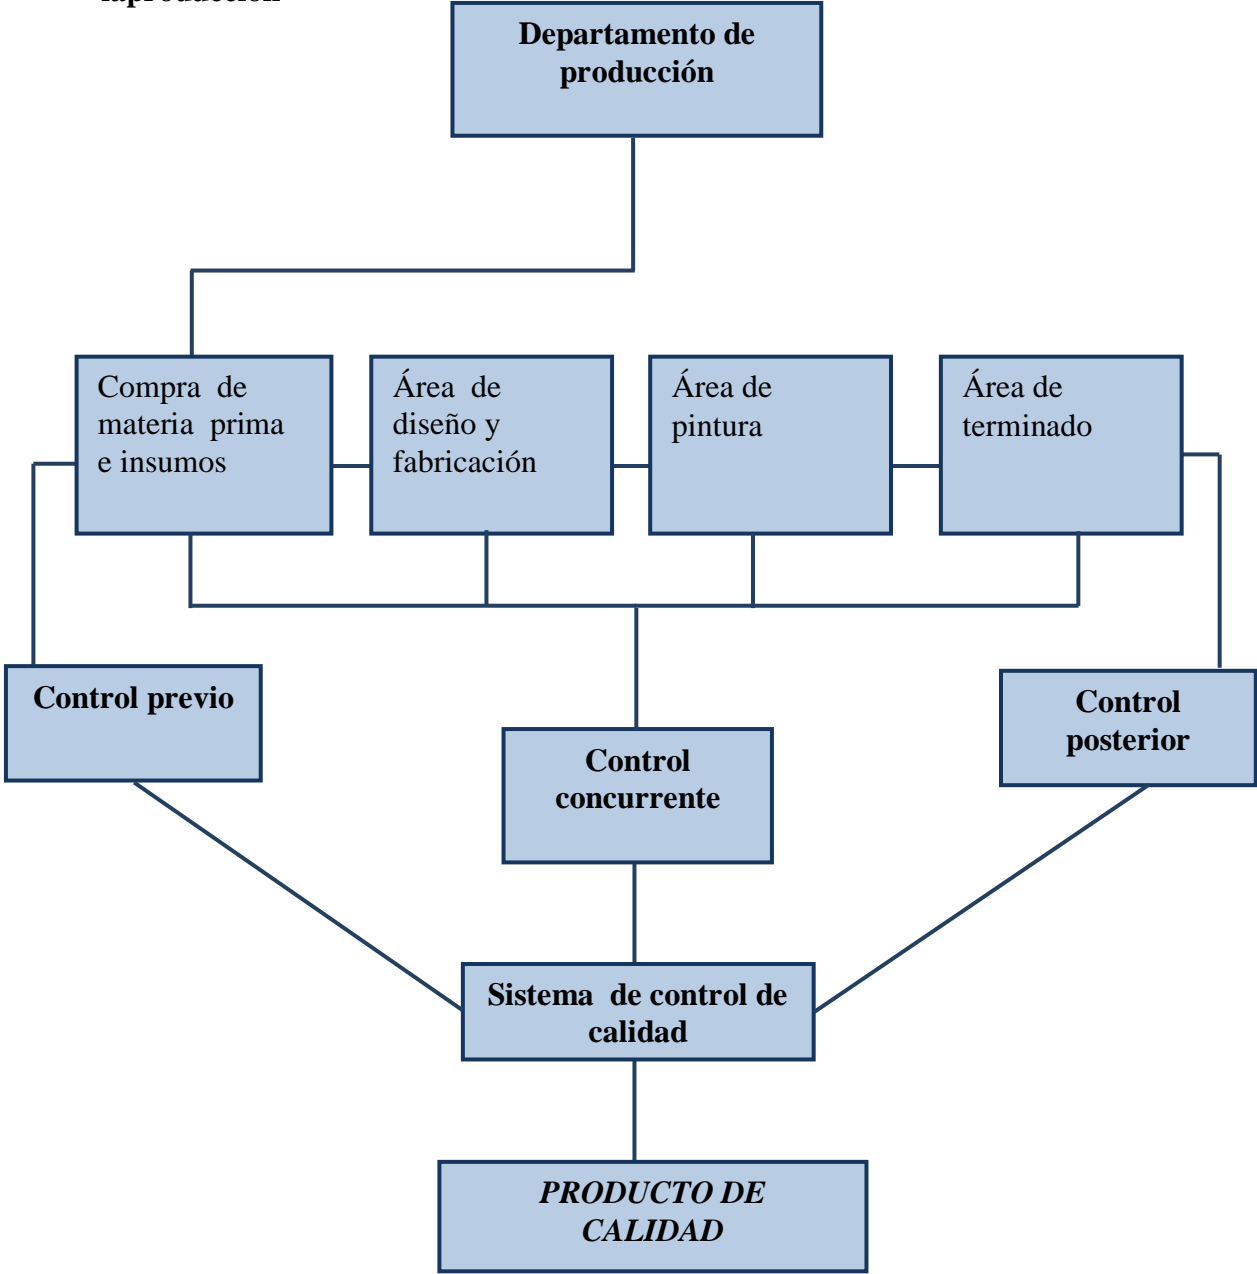 laproducción
Departamento de
producción
Compra de
materia prima
e insumos
Área de
diseño y
fabricación
Área de
pintura
Área de
terminado
Control previo
Control
concurrente
Control
posterior
Sistema de control de
calidad
PRODUCTO DE
CALIDAD